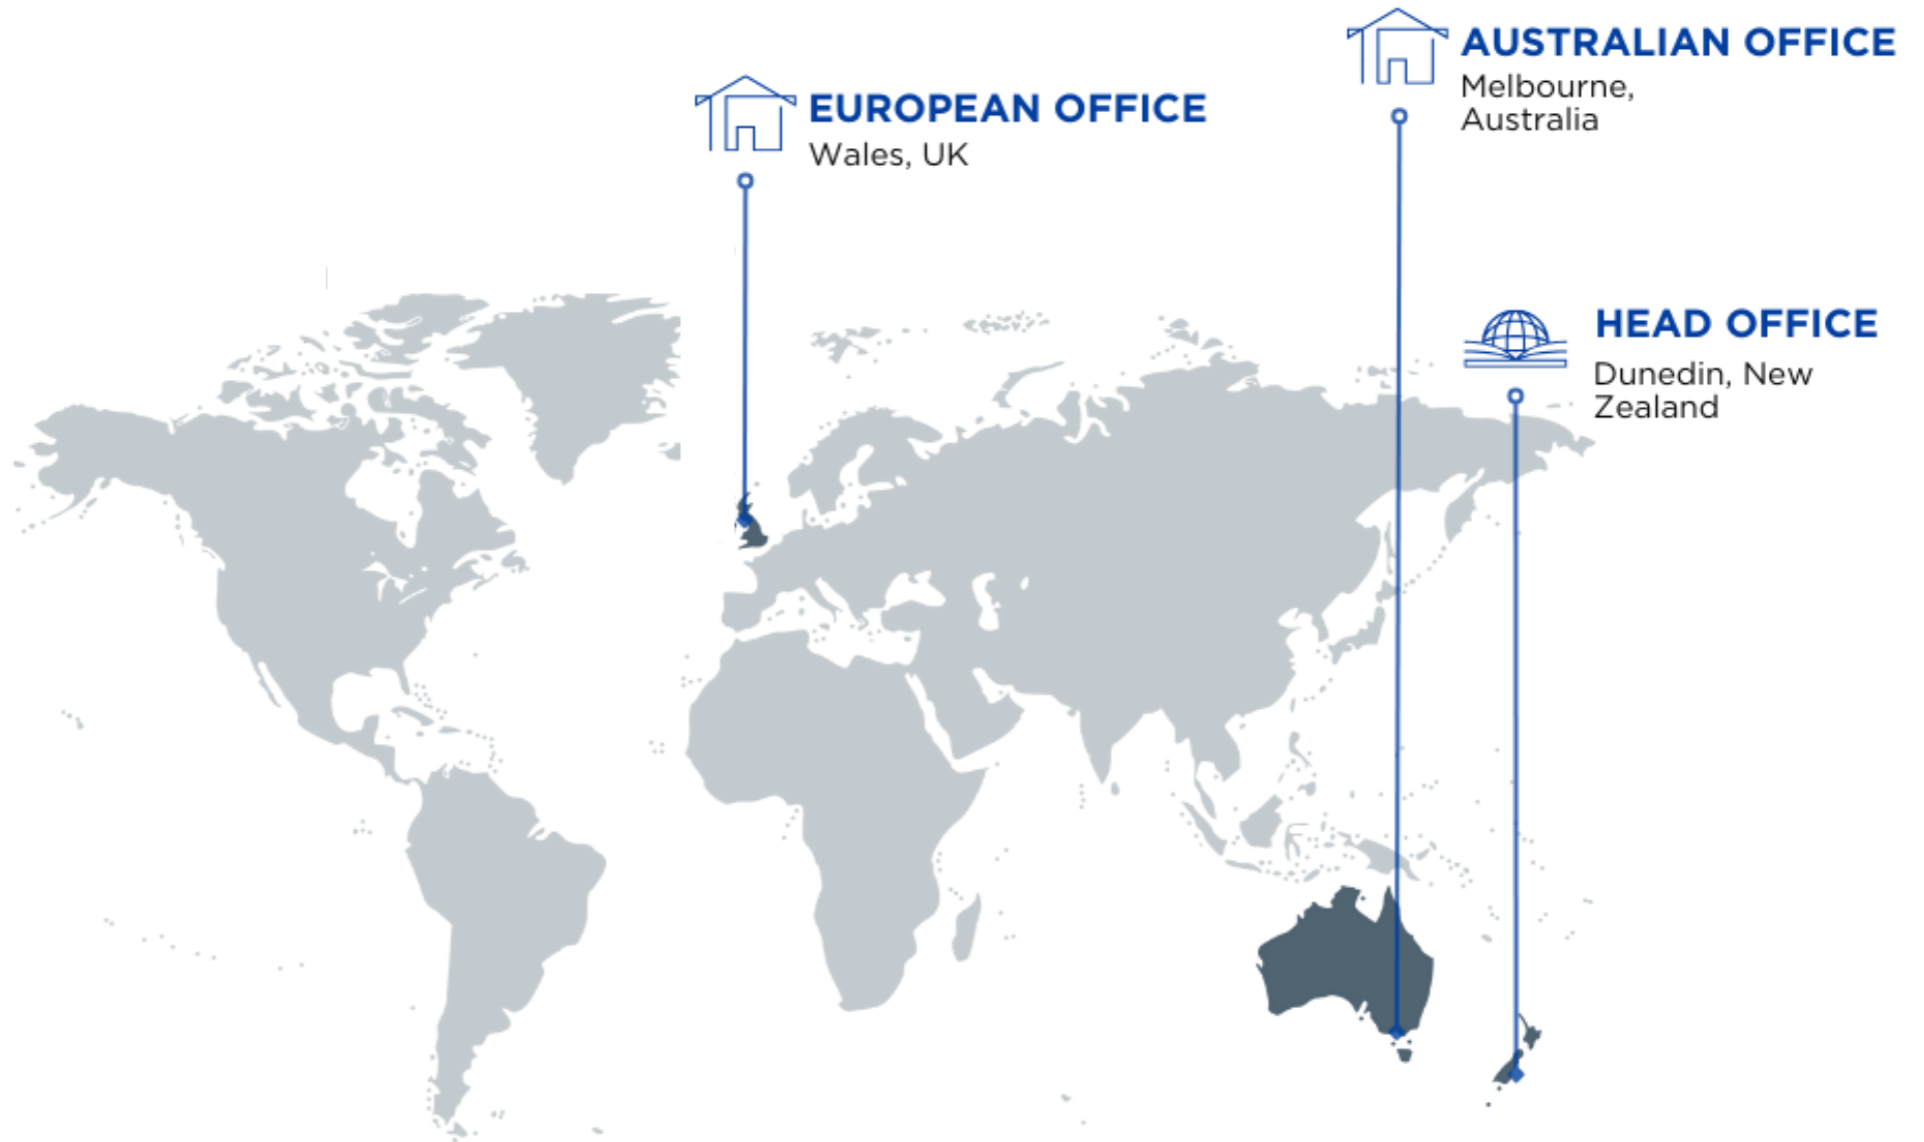 EUROPEAN OFFICE
Wales, UK
AUSTRALIAN OFFICE
Melbourne,
Australia
HEAD OFFICE
Dunedin, New
Zealand